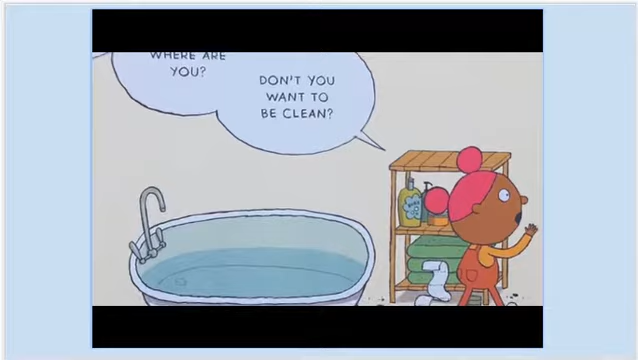 WHERE ARE
YOU?
DON'T YOU
WANT TO
BE CLEAN?